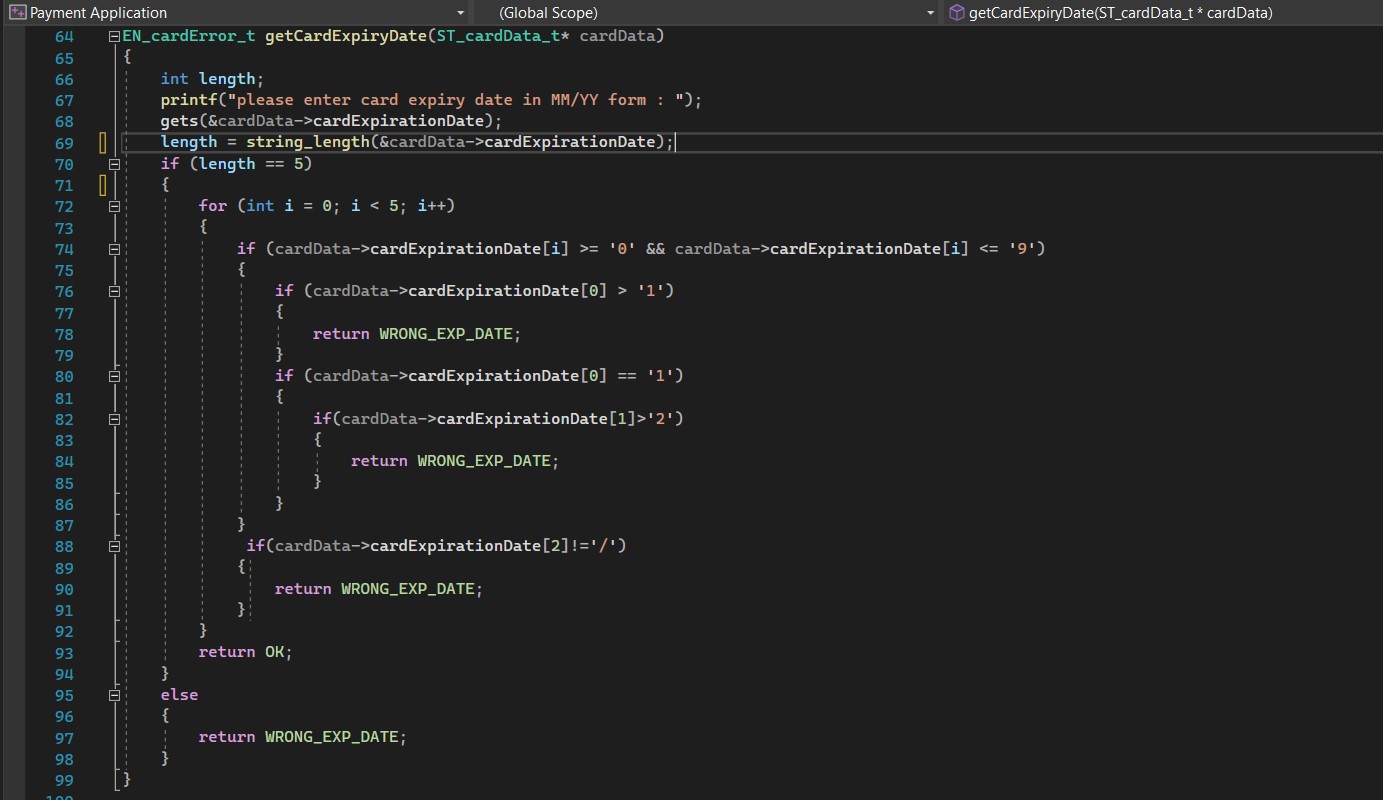 Payment Application (Global Scope) getCardExpiryDate(ST_cardData_t * cardData)
64 EN_cardError_t getCardExpiryDate(ST_cardData_t* cardData)
65 {
66 int length;
67 printf("please enter card expiry date in MM/YY form : ");
68 gets(&cardData->cardExpirationDate);
69 length = string_length(&cardData->cardExpirationDate);
70 if (length == 5)
71 {
72 for (int i = 0; i < 5; i++)
73 {
74 if (cardData->cardExpirationDate[i] >= '0' && cardData->cardExpirationDate[i] <= '9')
75 {
76 if (cardData->cardExpirationDate[0] > '1')
77 {
78 return WRONG_EXP_DATE;
79 }
80 if (cardData->cardExpirationDate[0] == '1')
81 {
82 if(cardData->cardExpirationDate[1]>'2')
83 {
84 return WRONG_EXP_DATE;
85 }
86 }
87 }
88 if(cardData->cardExpirationDate[2]!='/')
89 {
90 return WRONG_EXP_DATE;
91 }
92 }
93 return OK;
94 }
95 else
96 {
97 return WRONG_EXP_DATE;
98 }
99 }
100